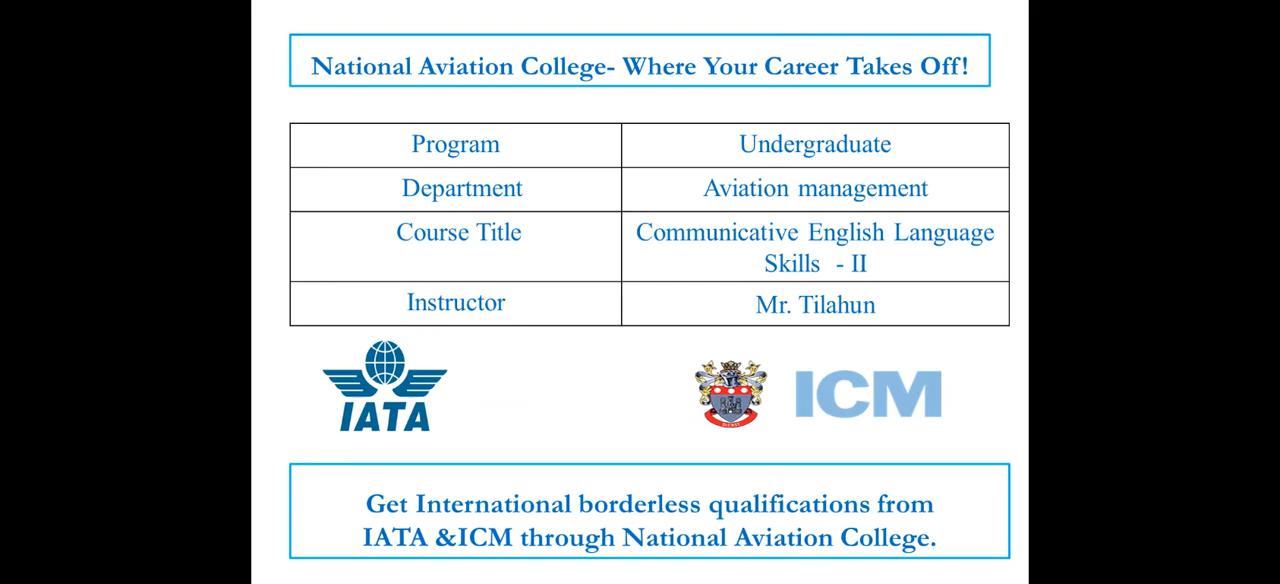 National Aviation College- Where Your Career Takes Off!
Program
Undergraduate
Department
Aviation management
Course Title
Communicative English Language
Skills - II
Instructor
Mr. Tilahun
IATA
ICM
Get International borderless qualifications from
IATA &ICM through National Aviation College.